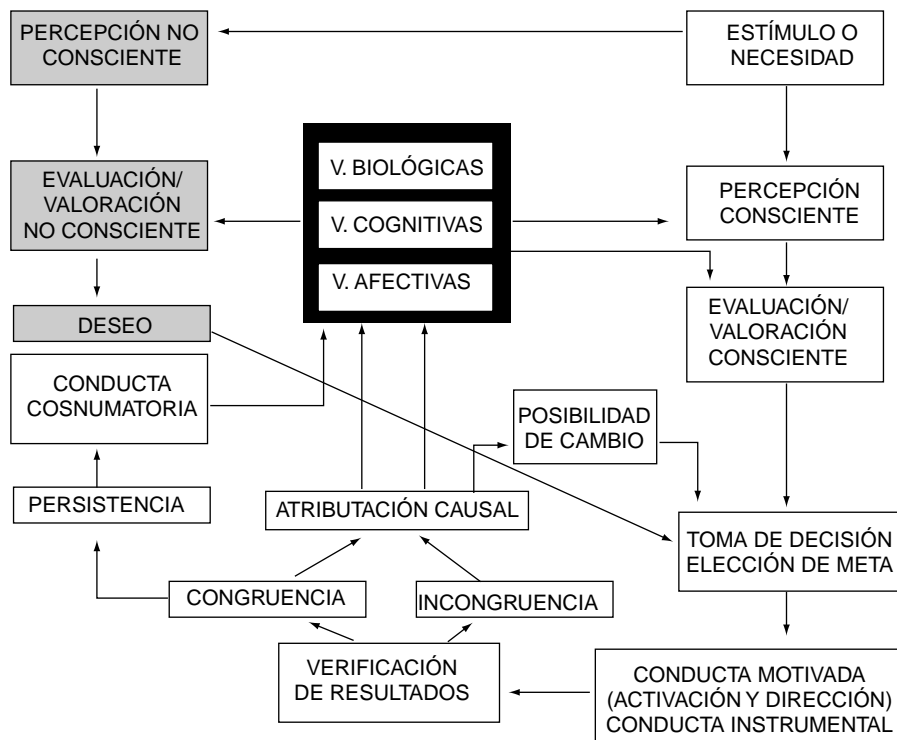 PERCEPCIÓN NO
CONSCIENTE
ESTÍMULO O
NECESIDAD
EVALUACIÓN/
VALORACIÓN
NO CONSCIENTE
V. BIOLÓGICAS
V. COGNITIVAS
V. AFECTIVAS
PERCEPCIÓN
CONSCIENTE
DESEO
EVALUACIÓN/
VALORACIÓN
CONSCIENTE
CONDUCTA
COSNUMATORIA
POSIBILIDAD
DE CAMBIO
PERSISTENCIA
ATRIBUTACIÓN CAUSAL
TOMA DE DECISIÓN
ELECCIÓN DE META
CONGRUENCIA
INCONGRUENCIA
VERIFICACIÓN
DE RESULTADOS
CONDUCTA MOTIVADA
(ACTIVACIÓN Y DIRECCIÓN)
CONDUCTA INSTRUMENTAL